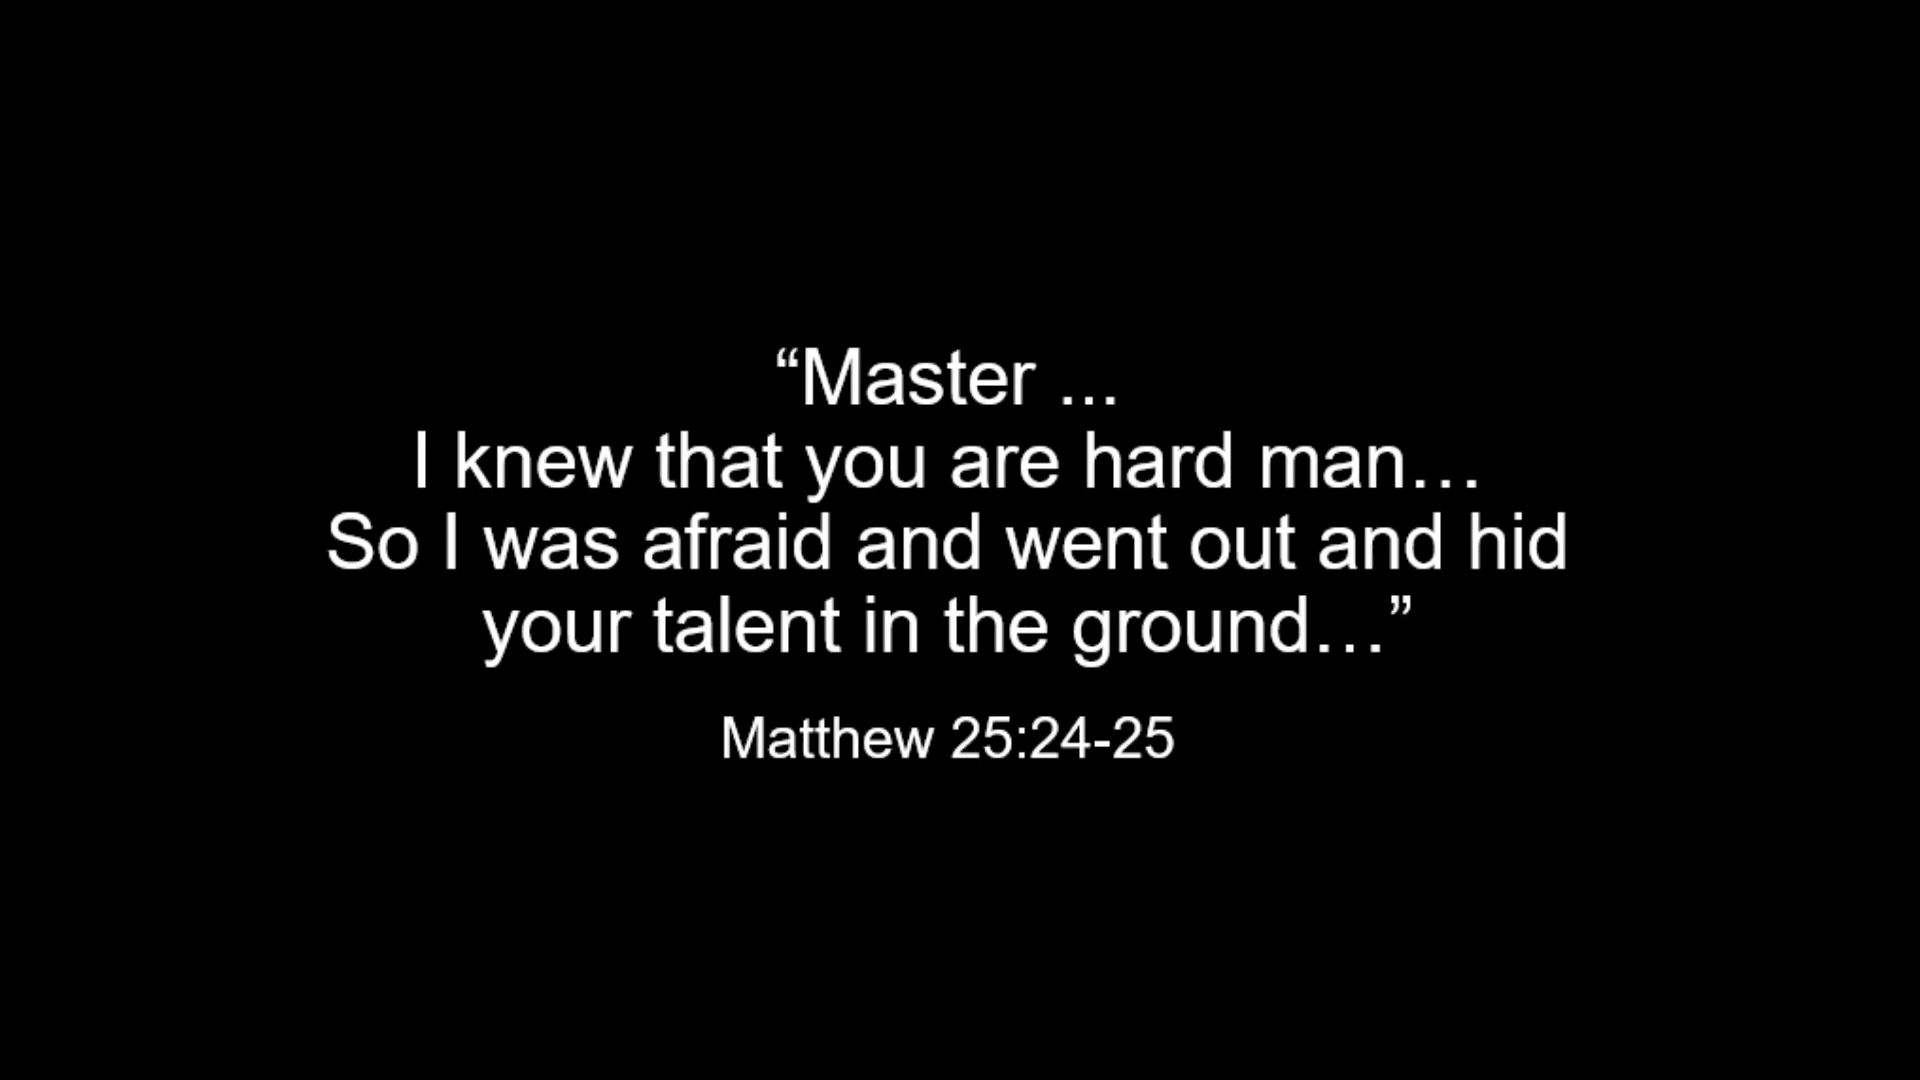 “Master ...
I knew that you are hard man…
So I was afraid and went out and hid
your talent in the ground…”
Matthew 25:24-25